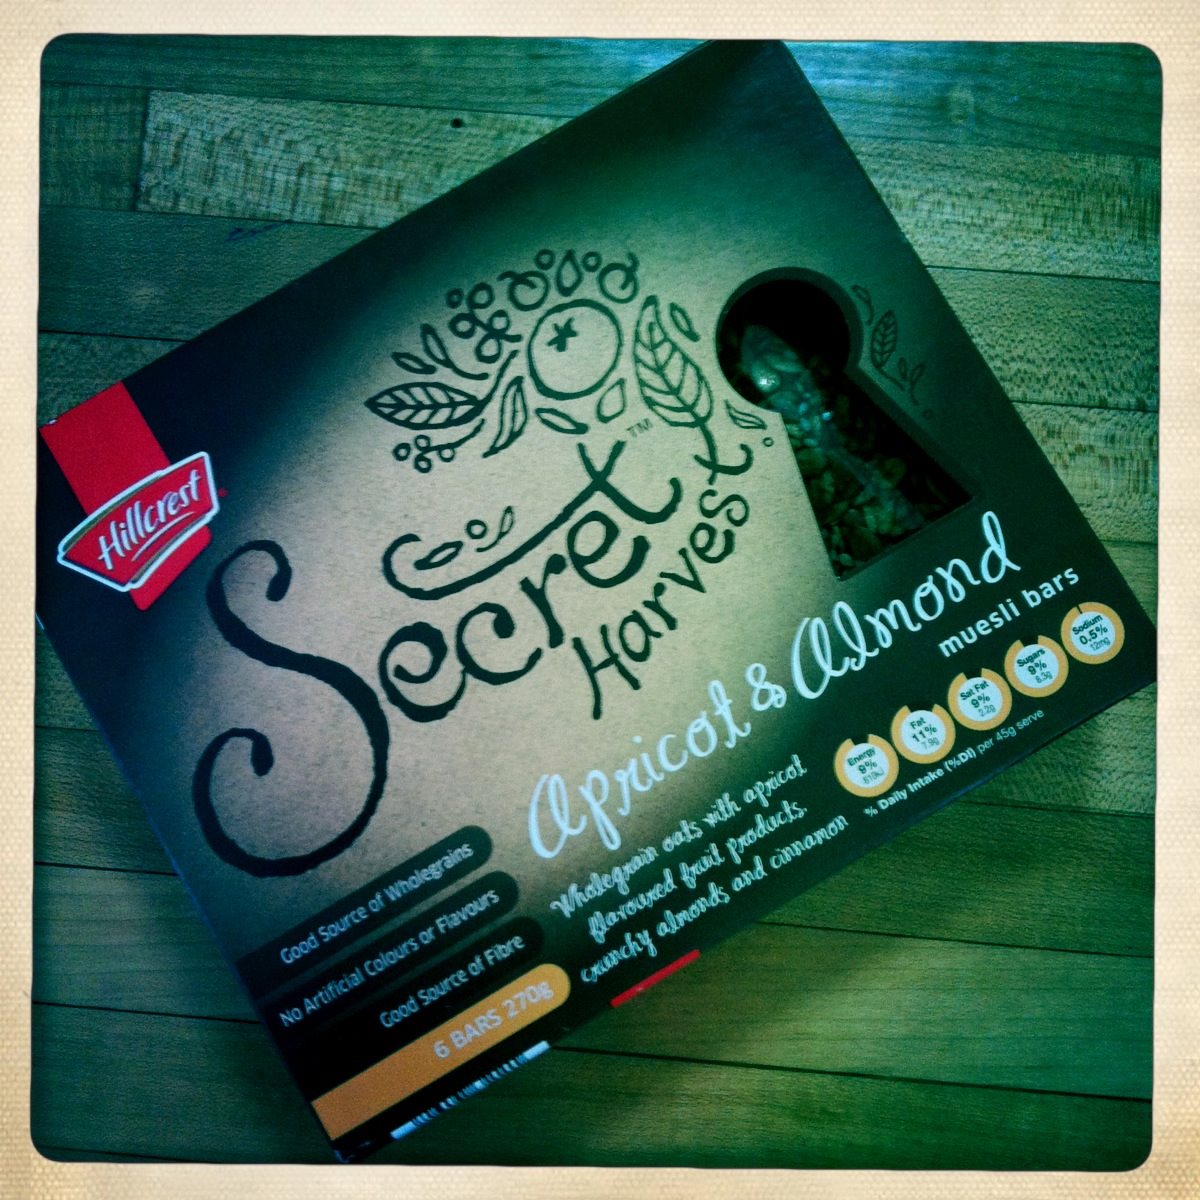 Hillcrest
Secret™
Harvest
Apricot & Almond
muesli bars
Wholegrain oats with apricot
flavoured fruit products,
crunchy almonds and cinnamon
Good Source of Wholegrains
No Artificial Colours or Flavours
Good Source of Fibre
6 BARS 270g
Energy
9%
Fat
11%
7.9g
Sat Fat
9%
2.2g
Sugars
9%
8.3g
Sodium
0.5%
12mg
% Daily Intake (%DI) per 45g serve